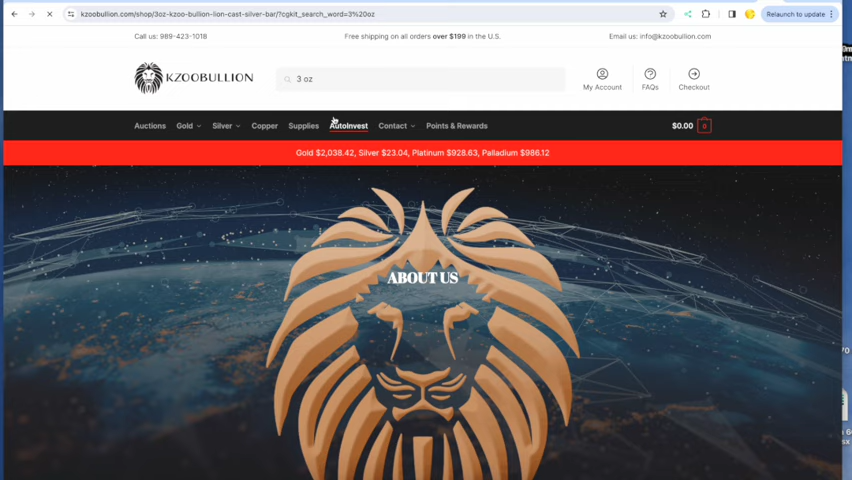 kzoobullion.com/shop/3oz-kzoo-bullion-lion-cast-silver-bar/?cgkit_search_word=3%20oz
Relaunch to update
Call us: 989-423-1018
Free shipping on all orders over $199 in the U.S.
Email us: info@kzoobullion.com
KZOOBULLION
3 oz
My Account
FAQs
Checkout
Auctions Gold Silver Copper Supplies AutoInvest Contact Points & Rewards $0.00 0
Gold $2,038.42, Silver $23.04, Platinum $928.63, Palladium $986.12
ABOUT US
70